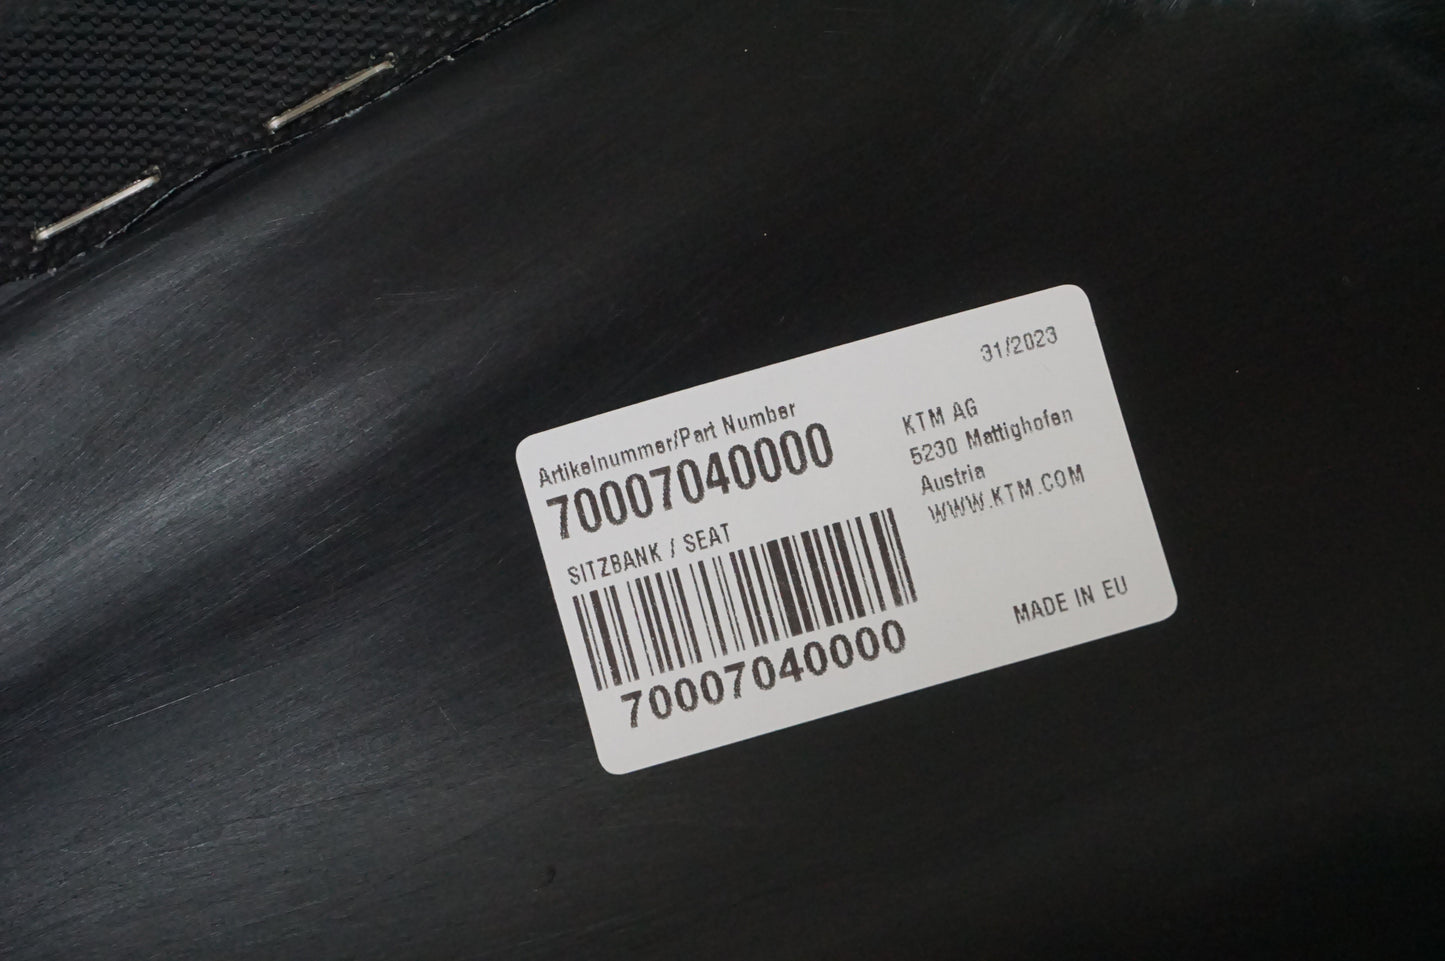 31/2023
Artikelnummer/Part Number
70007040000
SITZBANK / SEAT
70007040000
KTM AG
5230 Mattighofen
Austria
WWW.KTM.COM
MADE IN EU